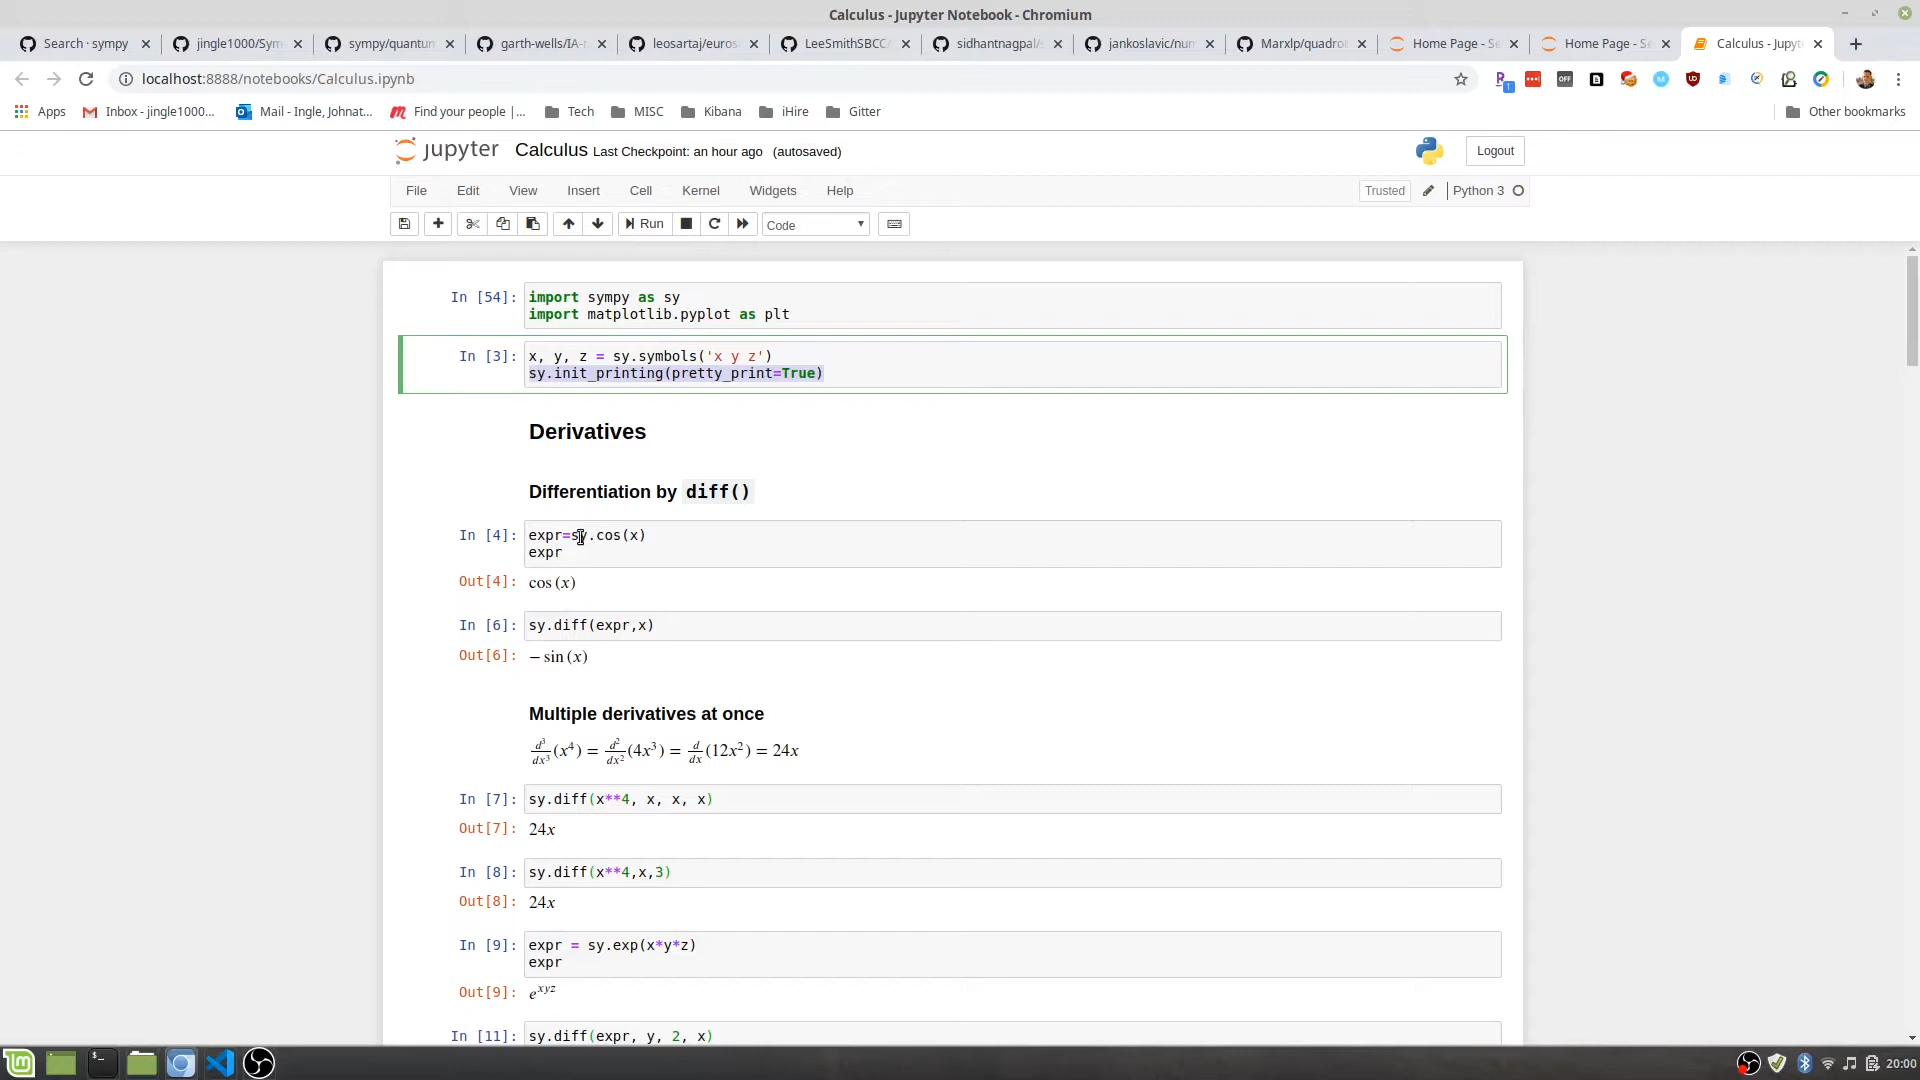 Calculus - Jupyter Notebook - Chromium
Search · sympy
jingle1000/Sym
sympy/quantum
garth-wells/IA-
leosartaj/euros
LeeSmithSBCC/
sidhantnagpal/
jankoslavic/num
Marxlp/quadro
Home Page - Se
Home Page - Se
Calculus - Jupyt
localhost:8888/notebooks/Calculus.ipynb
1
OFF
Apps
Inbox - jingle1000...
Mail - Ingle, Johnat...
Find your people |...
Tech
MISC
Kibana
iHire
Gitter
Other bookmarks
jupyter Calculus Last Checkpoint: an hour ago (autosaved)
Logout
File Edit View Insert Cell Kernel Widgets Help
Trusted
Python 3
Run
Code
In [54]: import sympy as sy
import matplotlib.pyplot as plt
In [3]: x, y, z = sy.symbols('x y z')
sy.init_printing(pretty_print=True)
Derivatives
Differentiation by diff()
In [4]: expr=sy.cos(x)
expr
Out[4]: cos (x)
In [6]: sy.diff(expr,x)
Out[6]: − sin (x)
Multiple derivatives at once
d³/dx³ (x⁴) = d²/dx² (4x³) = d/dx (12x²) = 24x
In [7]: sy.diff(x**4, x, x, x)
Out[7]: 24x
In [8]: sy.diff(x**4,x,3)
Out[8]: 24x
In [9]: expr = sy.exp(x*y*z)
expr
Out[9]: eˣʸᶻ
In [11]: sy.diff(expr, y, 2, x)
20:00